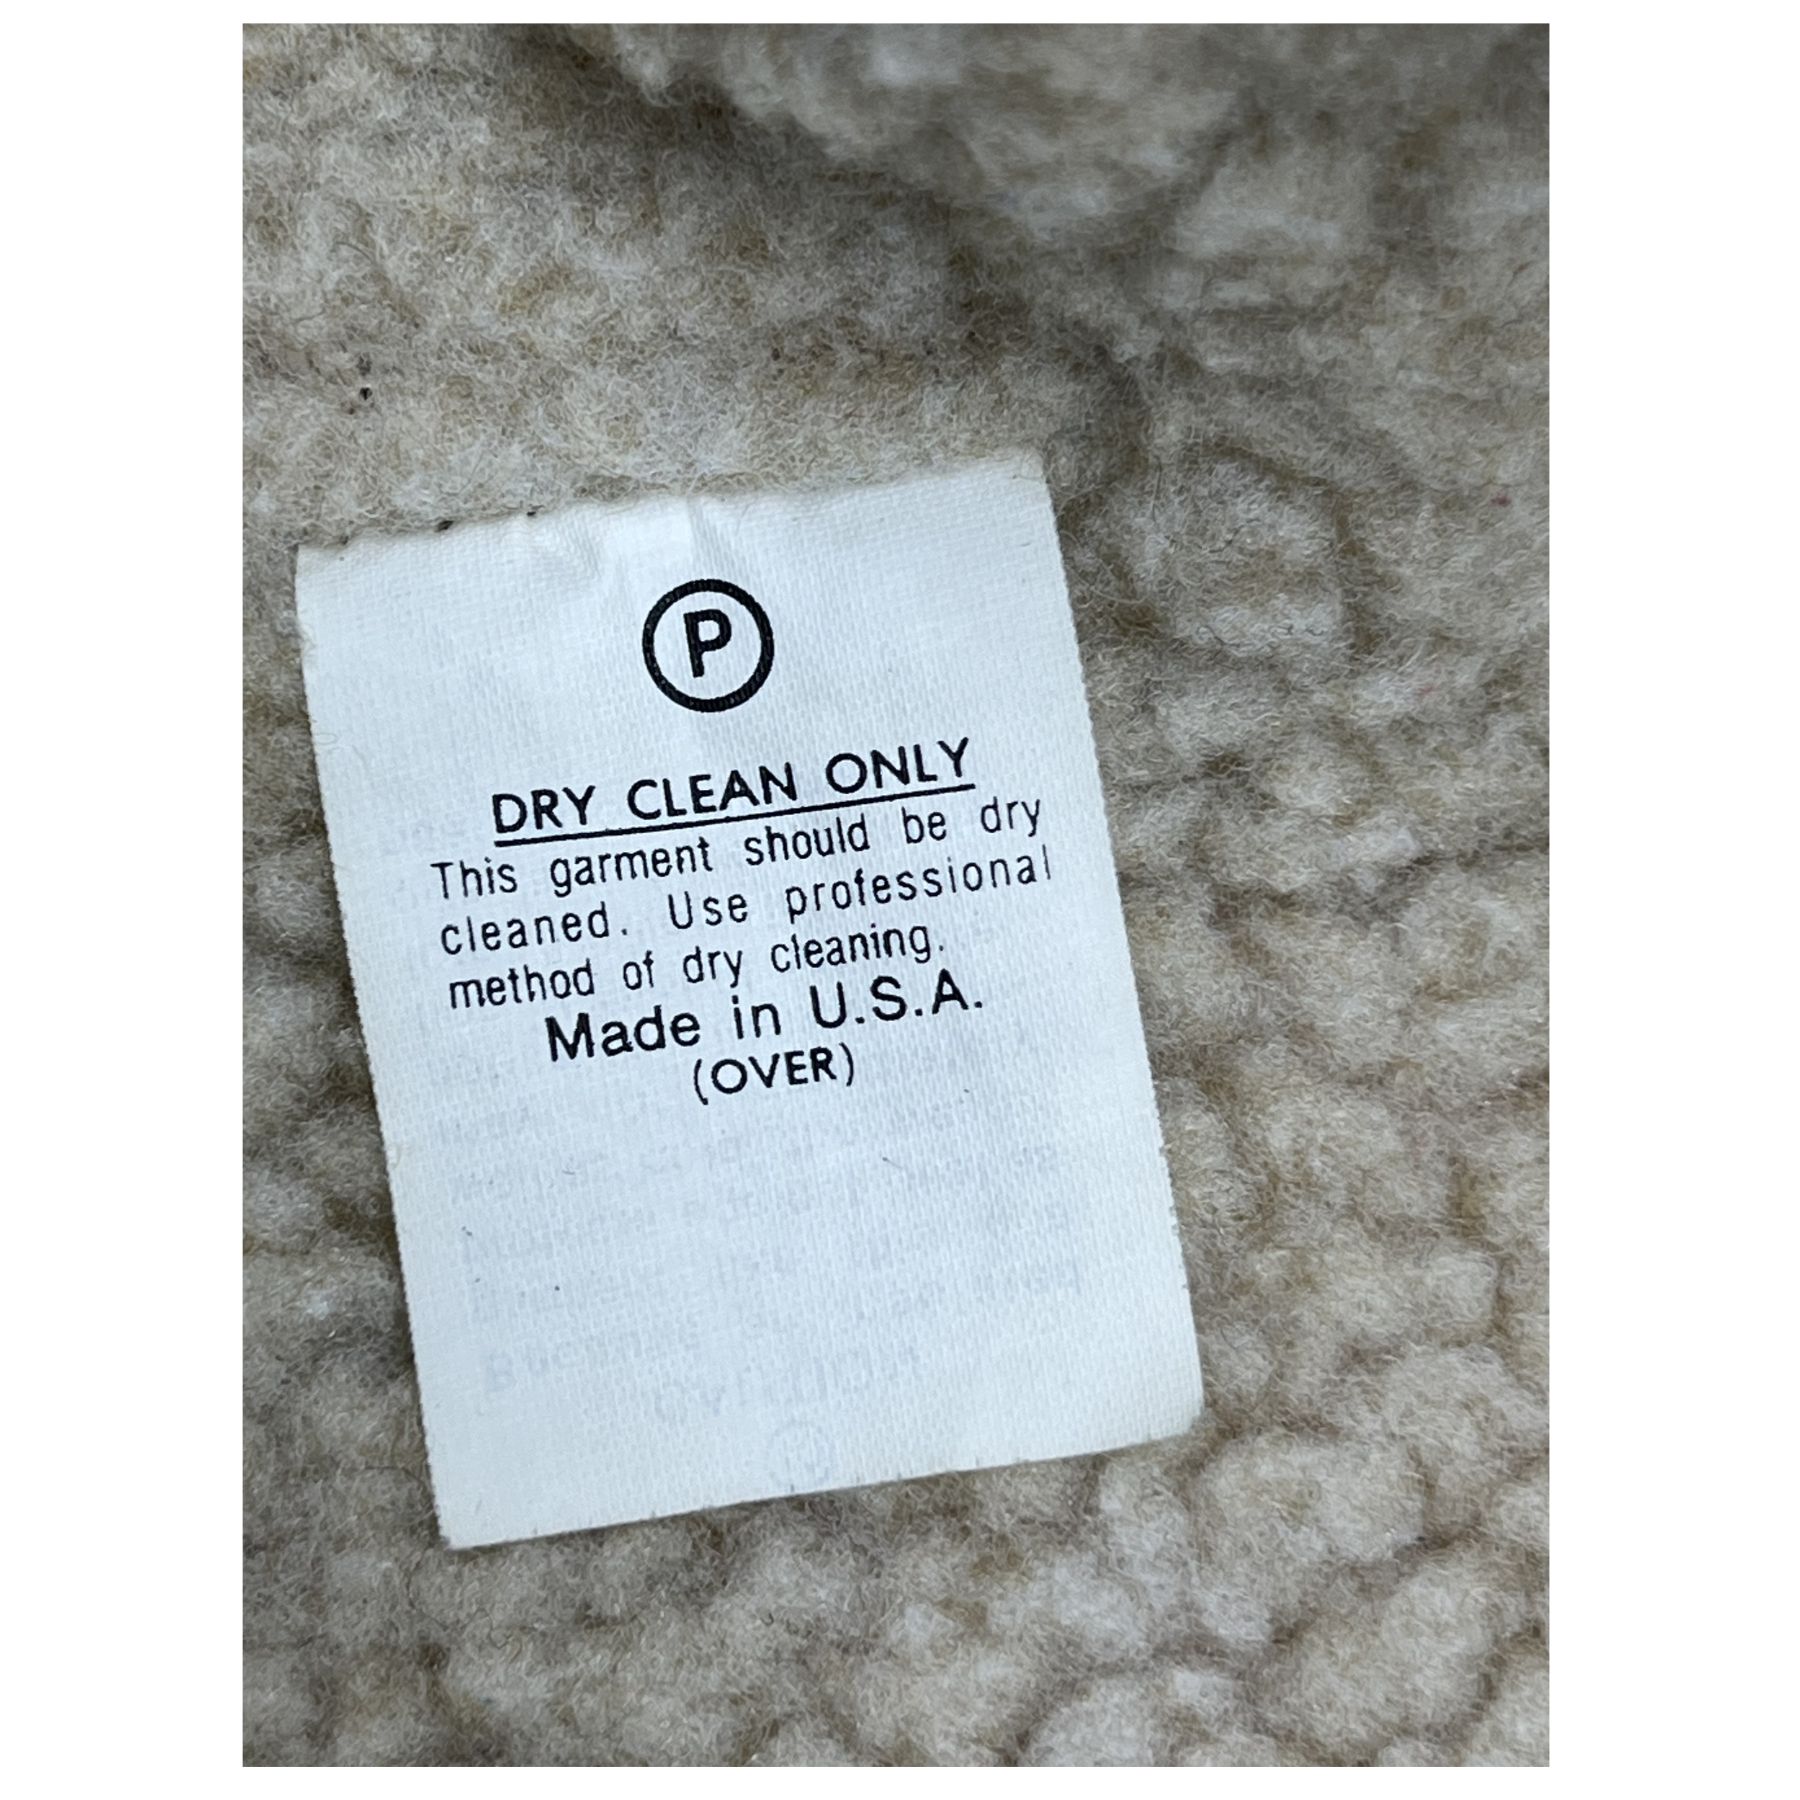 P
DRY CLEAN ONLY
This garment should be dry
cleaned. Use professional
method of dry cleaning.
Made in U.S.A.
(OVER)